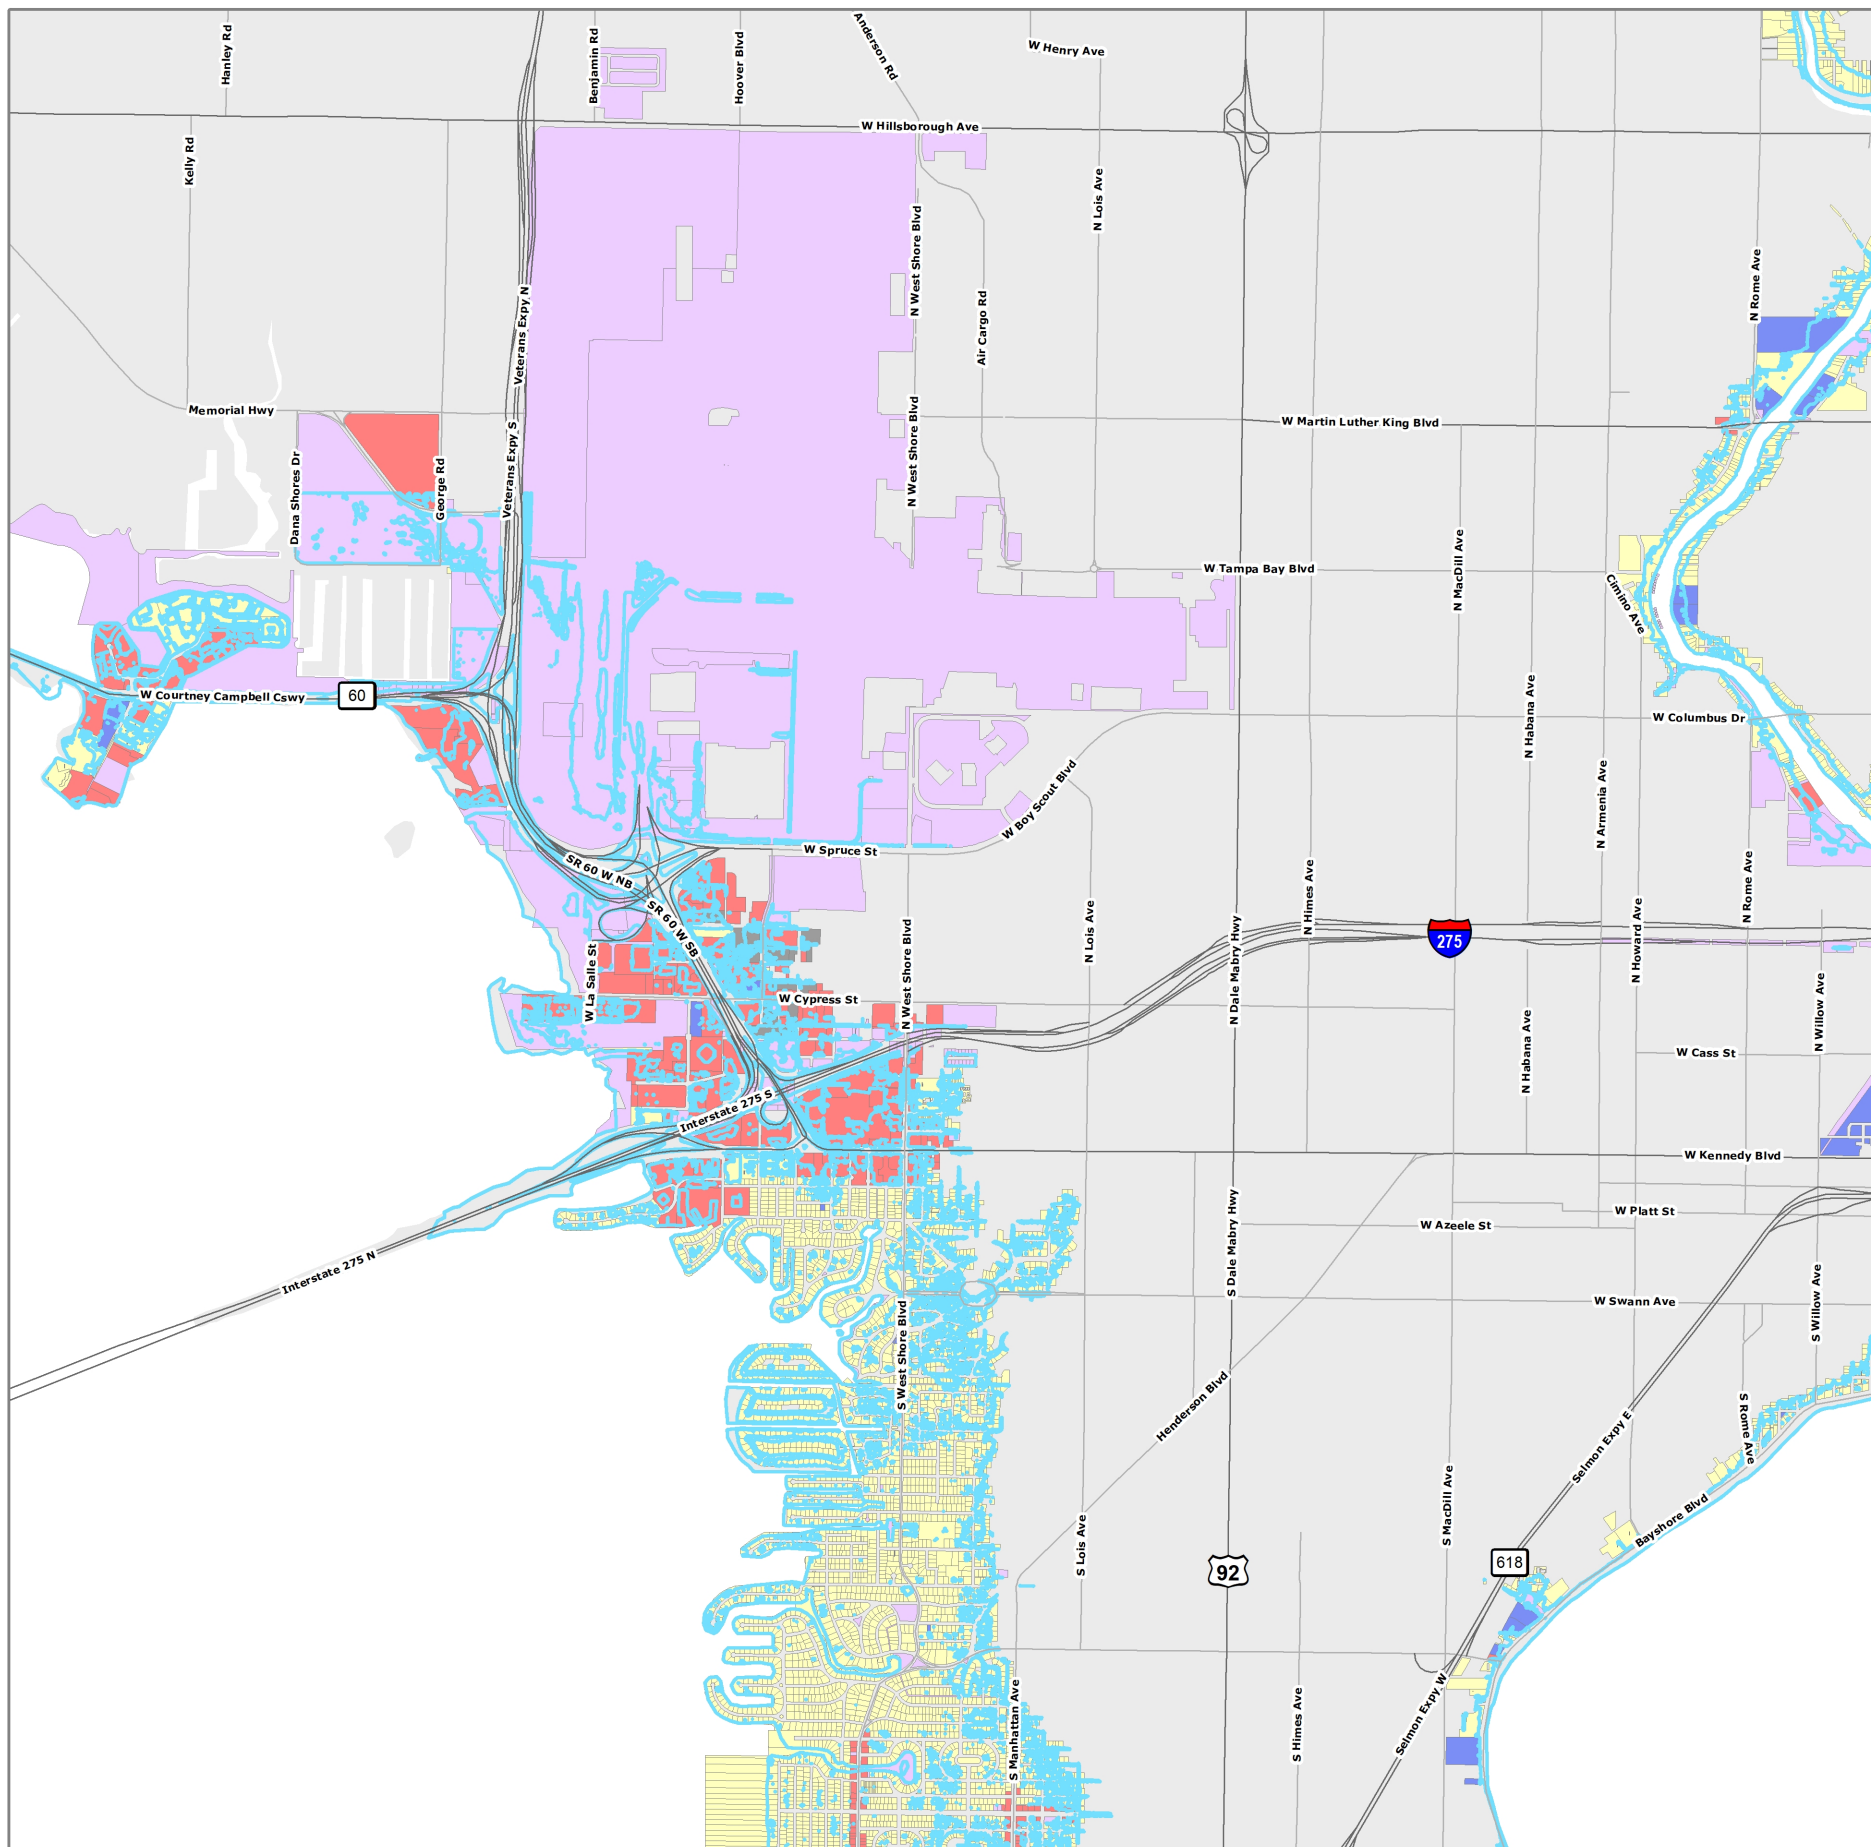 Hanley Rd
Benjamin Rd
Hoover Blvd
Anderson Rd
W Henry Ave
W Hillsborough Ave
Kelly Rd
N Lois Ave
N West Shore Blvd
Veterans Expy N
Air Cargo Rd
N Rome Ave
Memorial Hwy
Veterans Expy S
N West Shore Blvd
W Martin Luther King Blvd
Dana Shores Dr
George Rd
W Tampa Bay Blvd
N MacDill Ave
Cimino Ave
W Courtney Campbell Cswy
60
N Habana Ave
W Columbus Dr
W Boy Scout Blvd
N Armenia Ave
W Spruce St
SR 60 W NB
SR 60 W SB
N Himes Ave
N Rome Ave
W La Salle St
N West Shore Blvd
N Lois Ave
N Dale Mabry Hwy
275
N Howard Ave
W Cypress St
N Willow Ave
N Habana Ave
W Cass St
Interstate 275 S
W Kennedy Blvd
W Platt St
W Azeele St
S Dale Mabry Hwy
Interstate 275 N
W Swann Ave
S Willow Ave
S West Shore Blvd
Henderson Blvd
Selmon Expy E
S Rome Ave
S Lois Ave
S MacDill Ave
Bayshore Blvd
92
618
S Manhattan Ave
S Himes Ave
Selmon Expy W